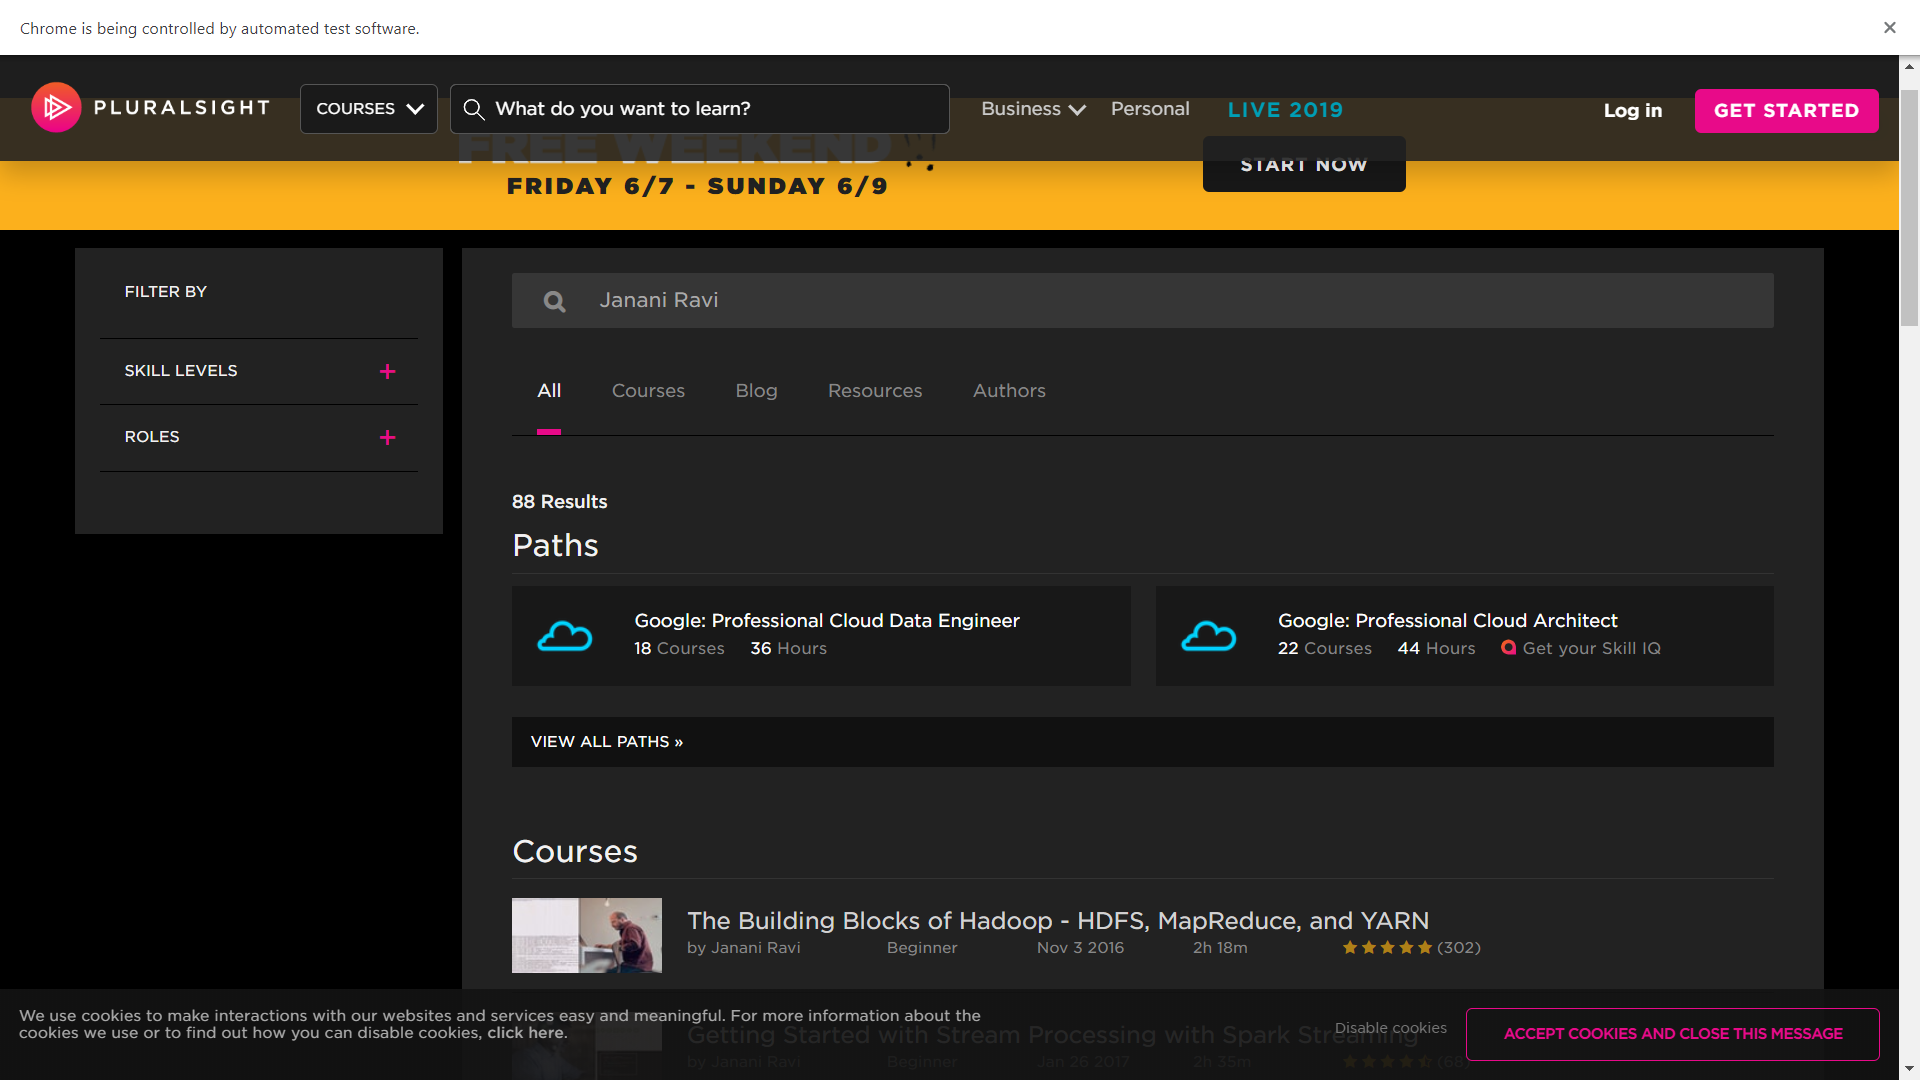 Chrome is being controlled by automated test software.
PLURALSIGHT
COURSES
What do you want to learn?
Business
Personal
LIVE 2019
Log in
GET STARTED
FREE WEEKEND
FRIDAY 6/7 - SUNDAY 6/9
START NOW
FILTER BY
SKILL LEVELS
ROLES
Janani Ravi
All Courses Blog Resources Authors
88 Results
Paths
Google: Professional Cloud Data Engineer
18 Courses 36 Hours
Google: Professional Cloud Architect
22 Courses 44 Hours Get your Skill IQ
VIEW ALL PATHS »
Courses
The Building Blocks of Hadoop - HDFS, MapReduce, and YARN
by Janani Ravi Beginner Nov 3 2016 2h 18m (302)
Getting Started with Stream Processing with Spark Streaming
by Janani Ravi Beginner Jan 26 2017 2h 35m (68)
We use cookies to make interactions with our websites and services easy and meaningful. For more information about the
cookies we use or to find out how you can disable cookies, click here.
Disable cookies
ACCEPT COOKIES AND CLOSE THIS MESSAGE